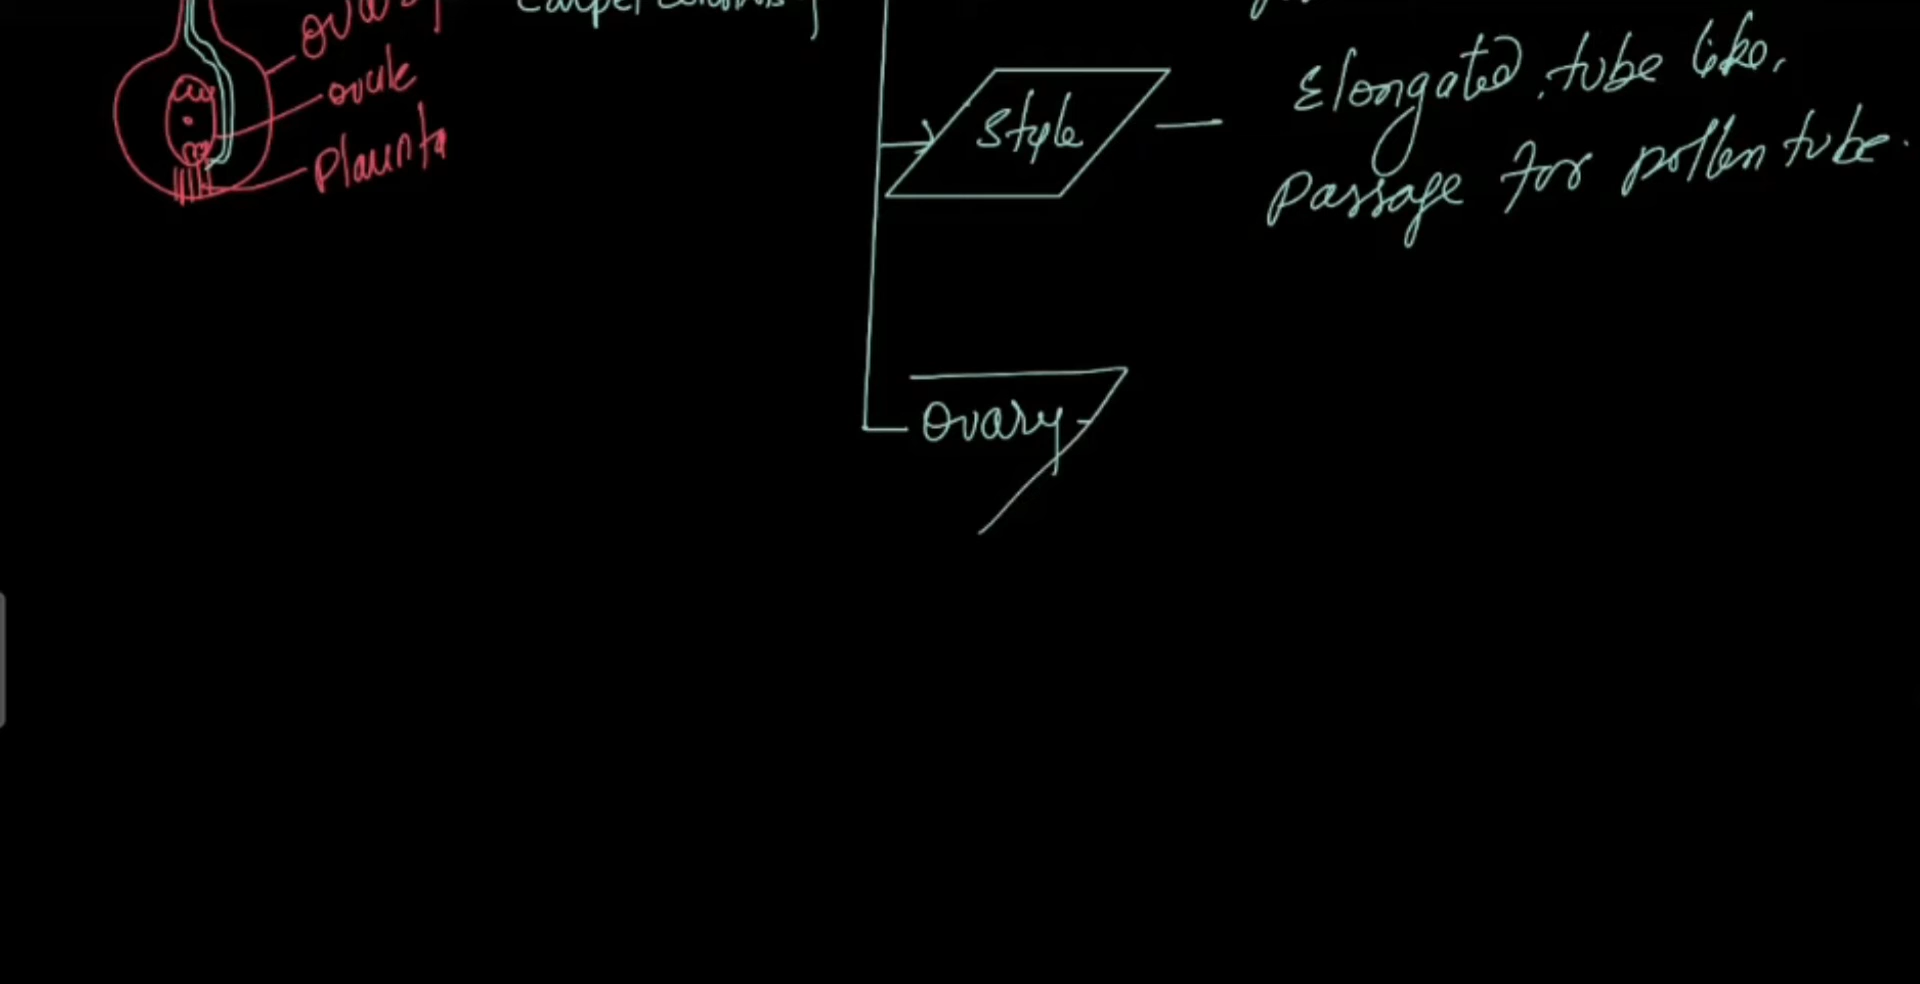 ovule
Placenta
Style
Elongated tube like,
Passage for pollen tube.
Ovary